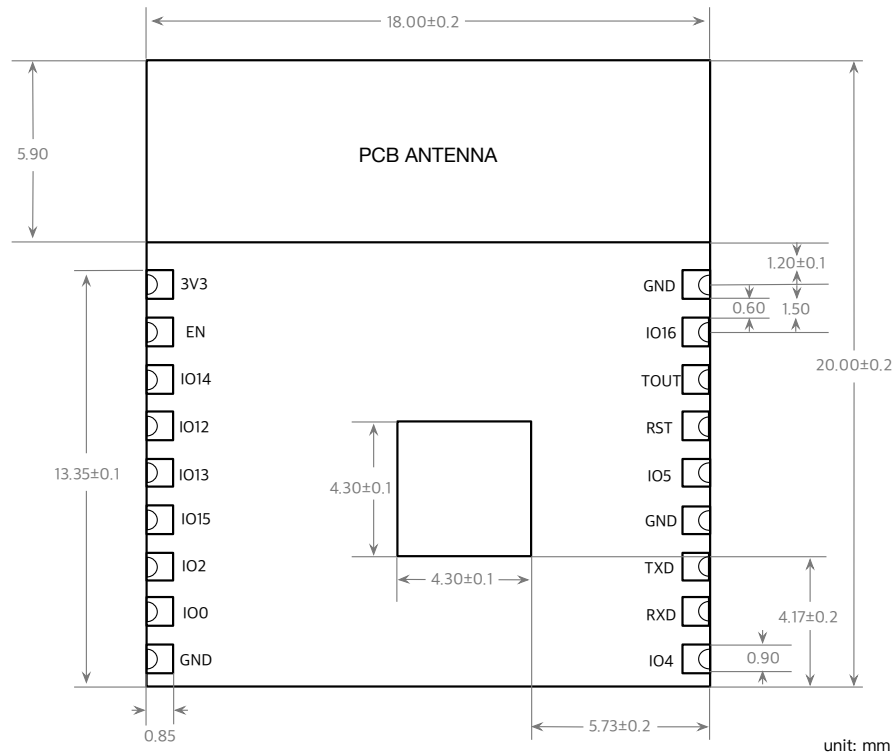 18.00±0.2
5.90
PCB ANTENNA
1.20±0.1
3V3
GND
0.60
1.50
EN
IO16
20.00±0.2
IO14
TOUT
IO12
RST
13.35±0.1
IO13
4.30±0.1
IO5
IO15
GND
IO2
TXD
4.30±0.1
IO0
RXD
4.17±0.2
GND
IO4
0.90
0.85
5.73±0.2
unit: mm